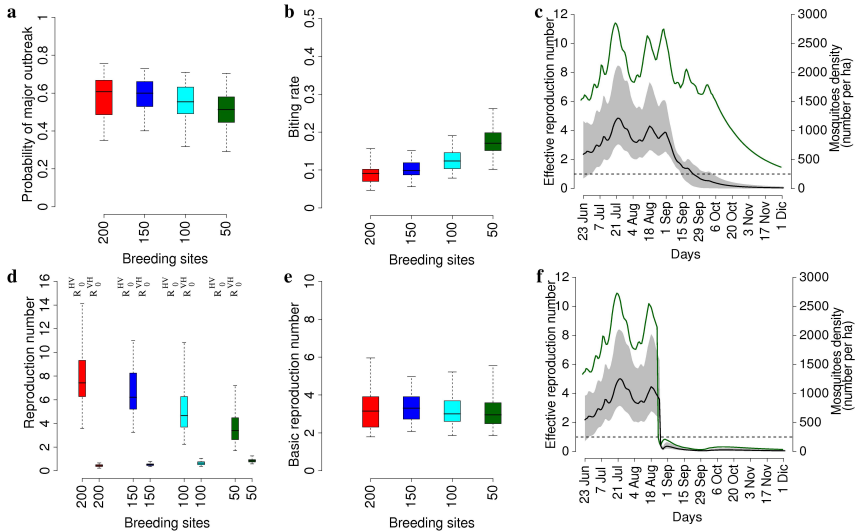 a
Probability of major outbreak
0 0.2 0.4 0.6 0.8 1
200 150 100 50
Breeding sites
b
Biting rate
0 0.1 0.2 0.3 0.4 0.5
200 150 100 50
Breeding sites
c
Effective reproduction number
0 2 4 6 8 10 12
0 500 1000 1500 2000 2500 3000
Mosquitoes density
(number per ha)
23 Jun 7 Jul 21 Jul 4 Aug 18 Aug 1 Sep 15 Sep 29 Sep 6 Oct 20 Oct 3 Nov 17 Nov 1 Dic
Days
d
Reproduction number
0 2 4 6 8 10 12 14 16
R0HV R0VH R0HV R0VH R0HV R0VH R0HV R0VH
200 200 150 150 100 100 50 50
Breeding sites
e
Basic reproduction number
0 2 4 6 8 10
200 150 100 50
Breeding sites
f
Effective reproduction number
0 2 4 6 8 10 12
0 500 1000 1500 2000 2500 3000
Mosquitoes density
(number per ha)
23 Jun 7 Jul 21 Jul 4 Aug 18 Aug 1 Sep 15 Sep 29 Sep 6 Oct 20 Oct 3 Nov 17 Nov 1 Dic
Days